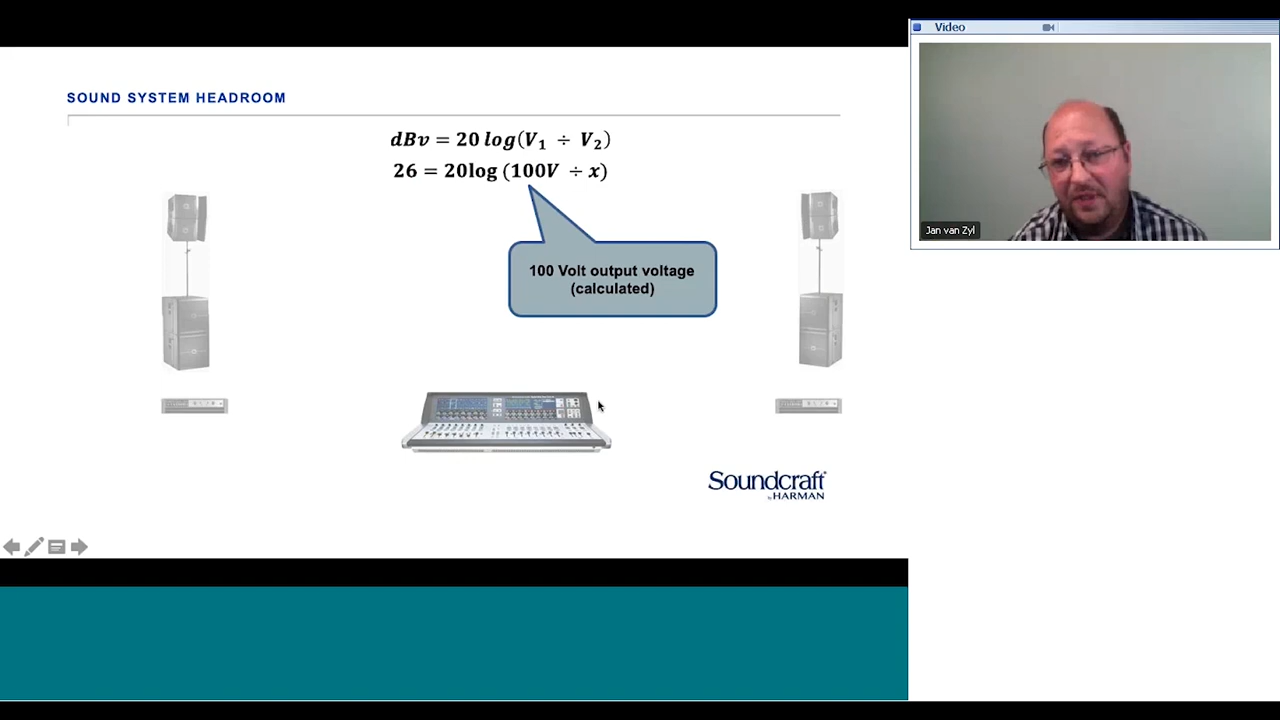 Video
SOUND SYSTEM HEADROOM
dBv = 20 log(V₁ ÷ V₂)
26 = 20log (100V ÷ x)
100 Volt output voltage
(calculated)
Jan van Zyl
Soundcraft
by HARMAN